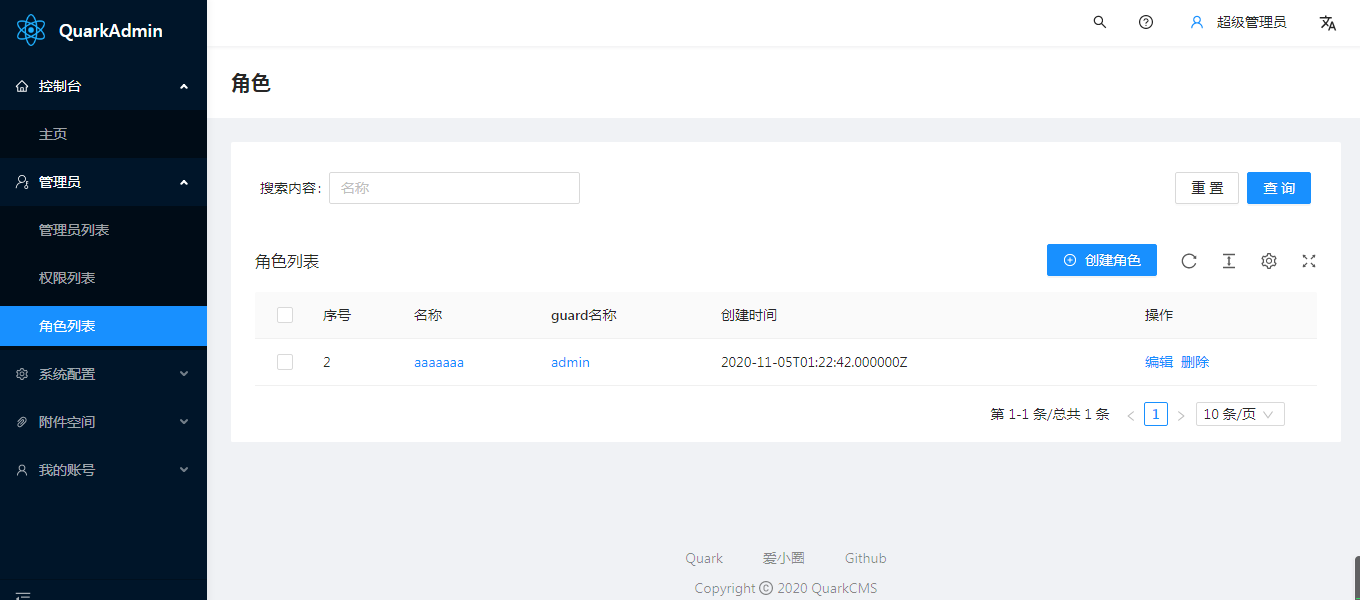 QuarkAdmin
超级管理员
控制台
主页
管理员
管理员列表
权限列表
角色列表
系统配置
附件空间
我的账号
角色
搜索内容: 名称 重 置 查 询
角色列表 创建角色
序号 名称 guard名称 创建时间 操作
2 aaaaaaa admin 2020-11-05T01:22:42.000000Z 编辑 删除
第 1-1 条/总共 1 条 < 1 > 10 条/页
Quark 爱小圈 Github
Copyright © 2020 QuarkCMS